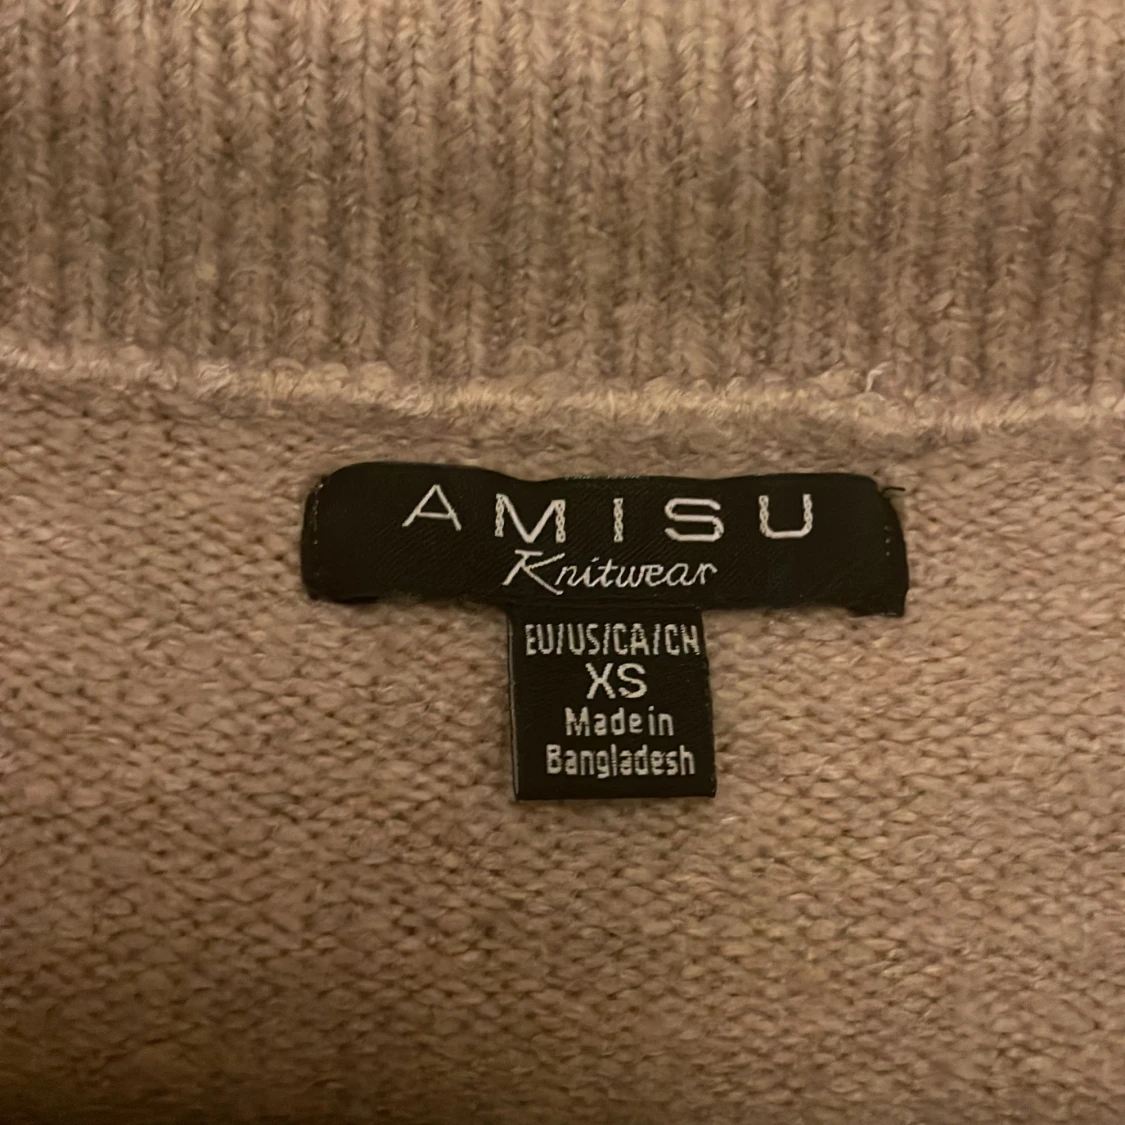 AMISU
Knitwear
EU/US/CA/CN
XS
Made in
Bangladesh